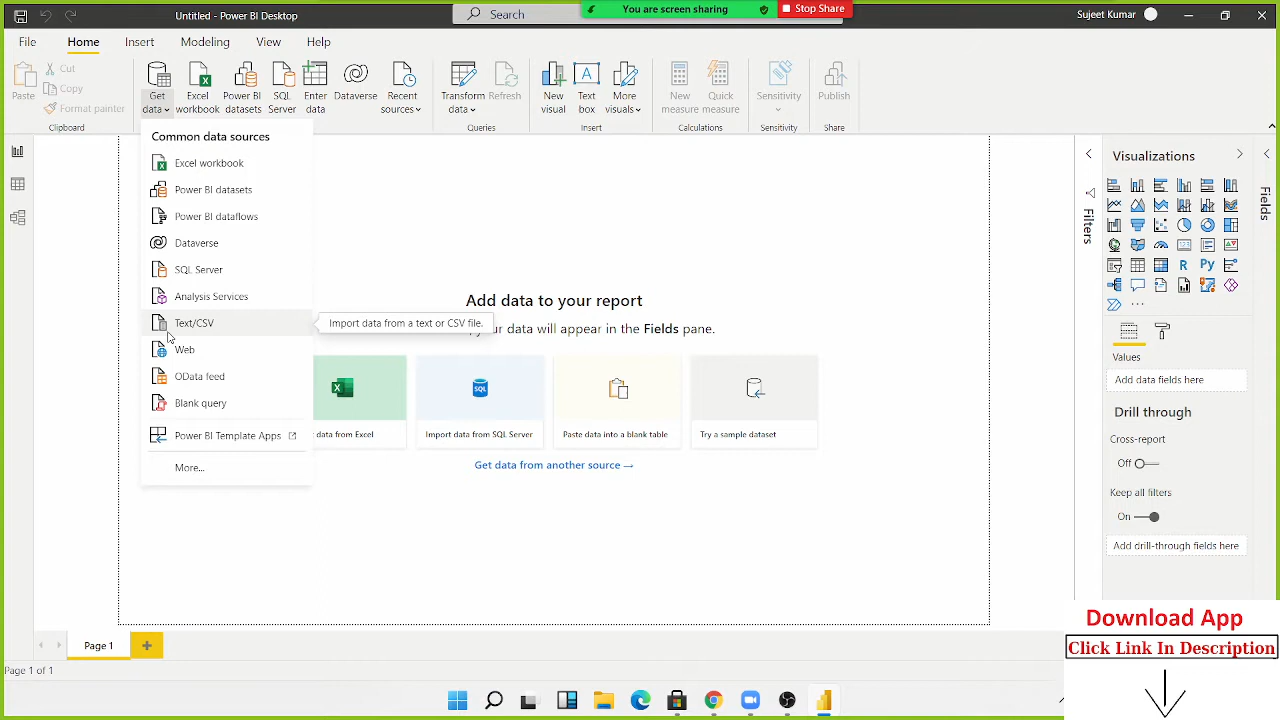 Untitled - Power BI Desktop
Search
You are screen sharing
Stop Share
Sujeet Kumar
File
Home
Insert
Modeling
View
Help
Paste
Cut
Copy
Format painter
Clipboard
Get data
Excel workbook
Power BI datasets
SQL Server
Enter data
Dataverse
Recent sources
Transform data
Refresh
Queries
New visual
Text box
More visuals
Insert
New measure
Quick measure
Calculations
Sensitivity
Sensitivity
Publish
Share
Common data sources
Excel workbook
Power BI datasets
Power BI dataflows
Dataverse
SQL Server
Analysis Services
Text/CSV
Import data from a text or CSV file.
Web
OData feed
Blank query
Power BI Template Apps
More...
Add data to your report
your data will appear in the Fields pane.
data from Excel
SQL
Import data from SQL Server
Paste data into a blank table
Try a sample dataset
Get data from another source →
Filters
Visualizations
Fields
R
Py
123
Values
Add data fields here
Drill through
Cross-report
Off
Keep all filters
On
Add drill-through fields here
Page 1
Page 1 of 1
Download App
Click Link In Description